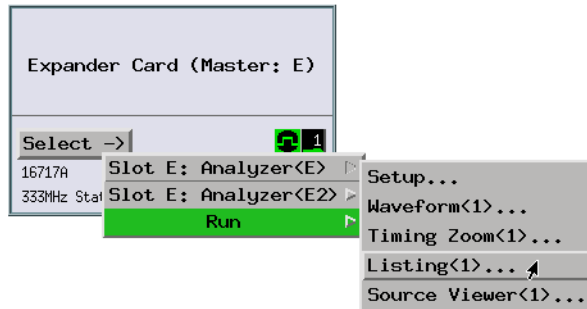 Expander Card (Master: E)
Select ->
1
16717A
333MHz Stat
Slot E: Analyzer<E>
Slot E: Analyzer<E2>
Run
Setup...
Waveform<1>...
Timing Zoom<1>...
Listing<1>...
Source Viewer<1>...